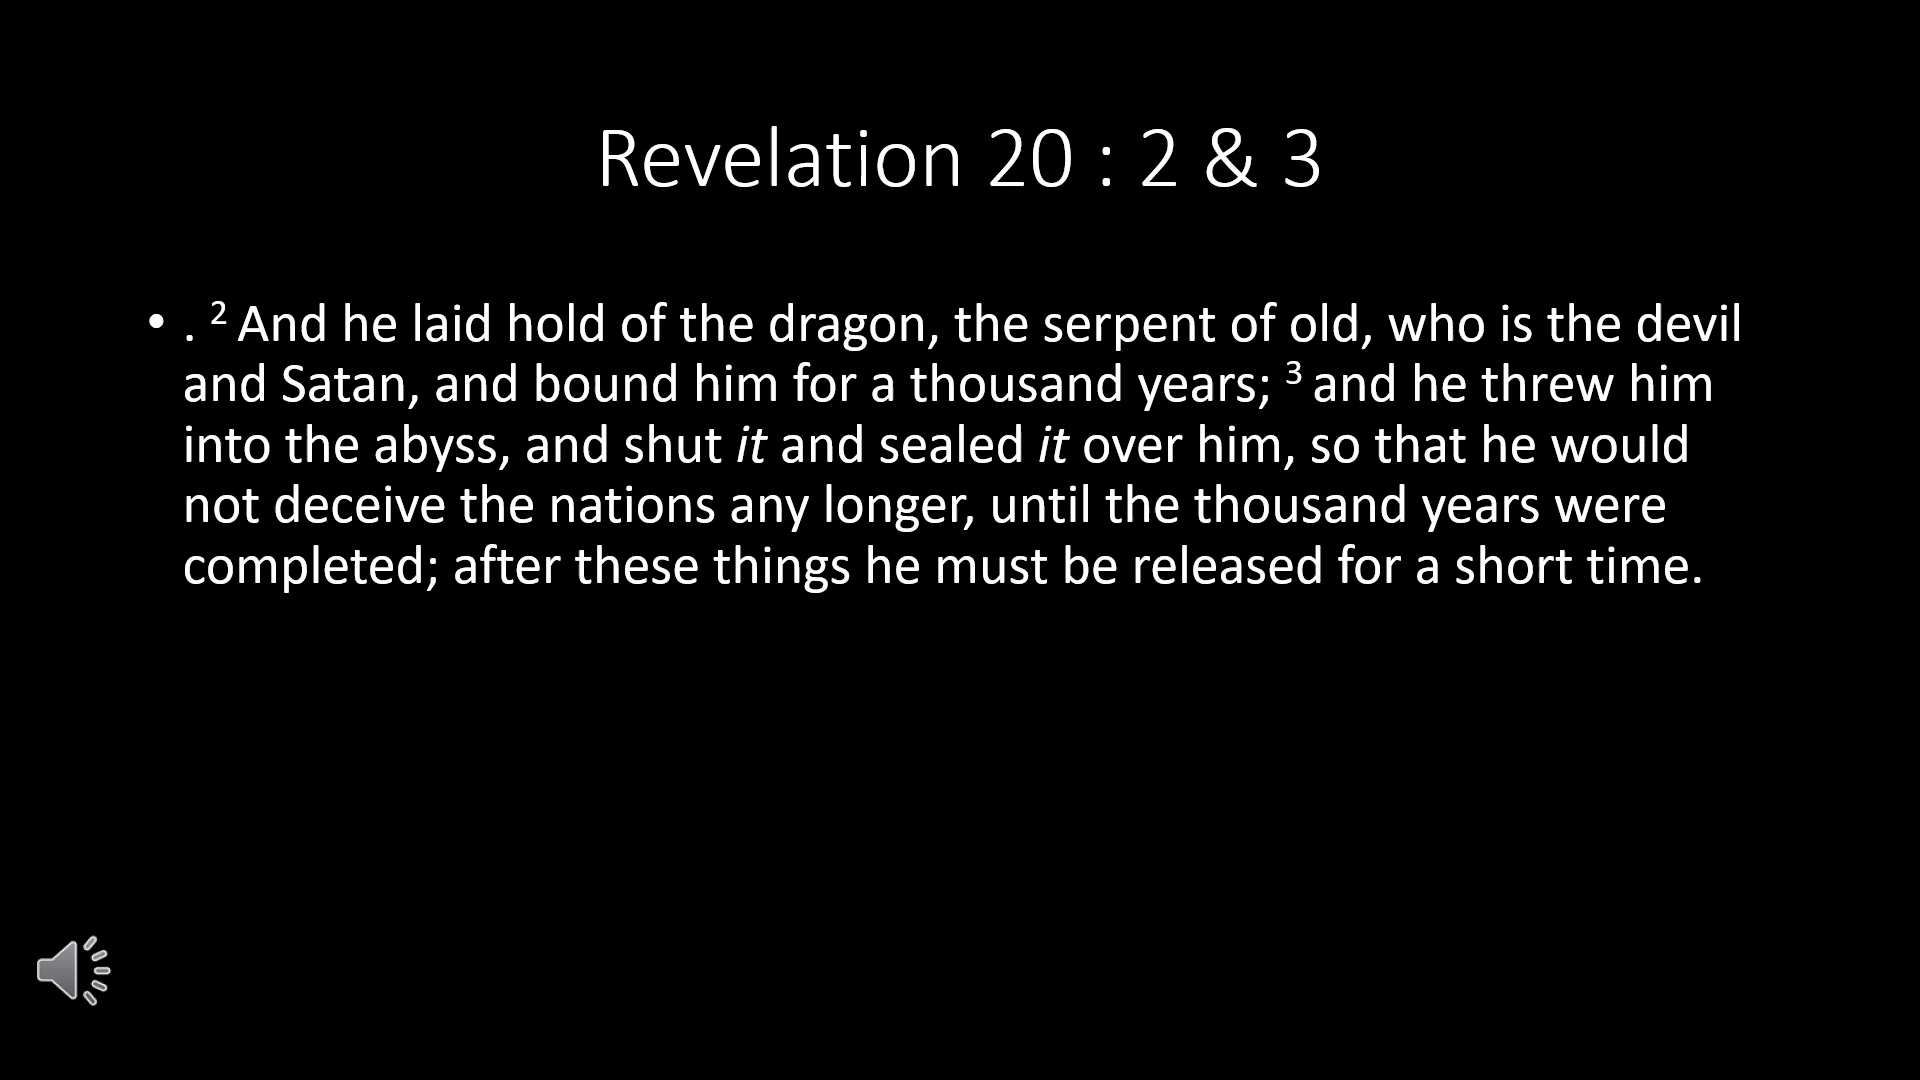 Revelation 20 : 2 & 3
• . ² And he laid hold of the dragon, the serpent of old, who is the devil
and Satan, and bound him for a thousand years; ³ and he threw him
into the abyss, and shut it and sealed it over him, so that he would
not deceive the nations any longer, until the thousand years were
completed; after these things he must be released for a short time.